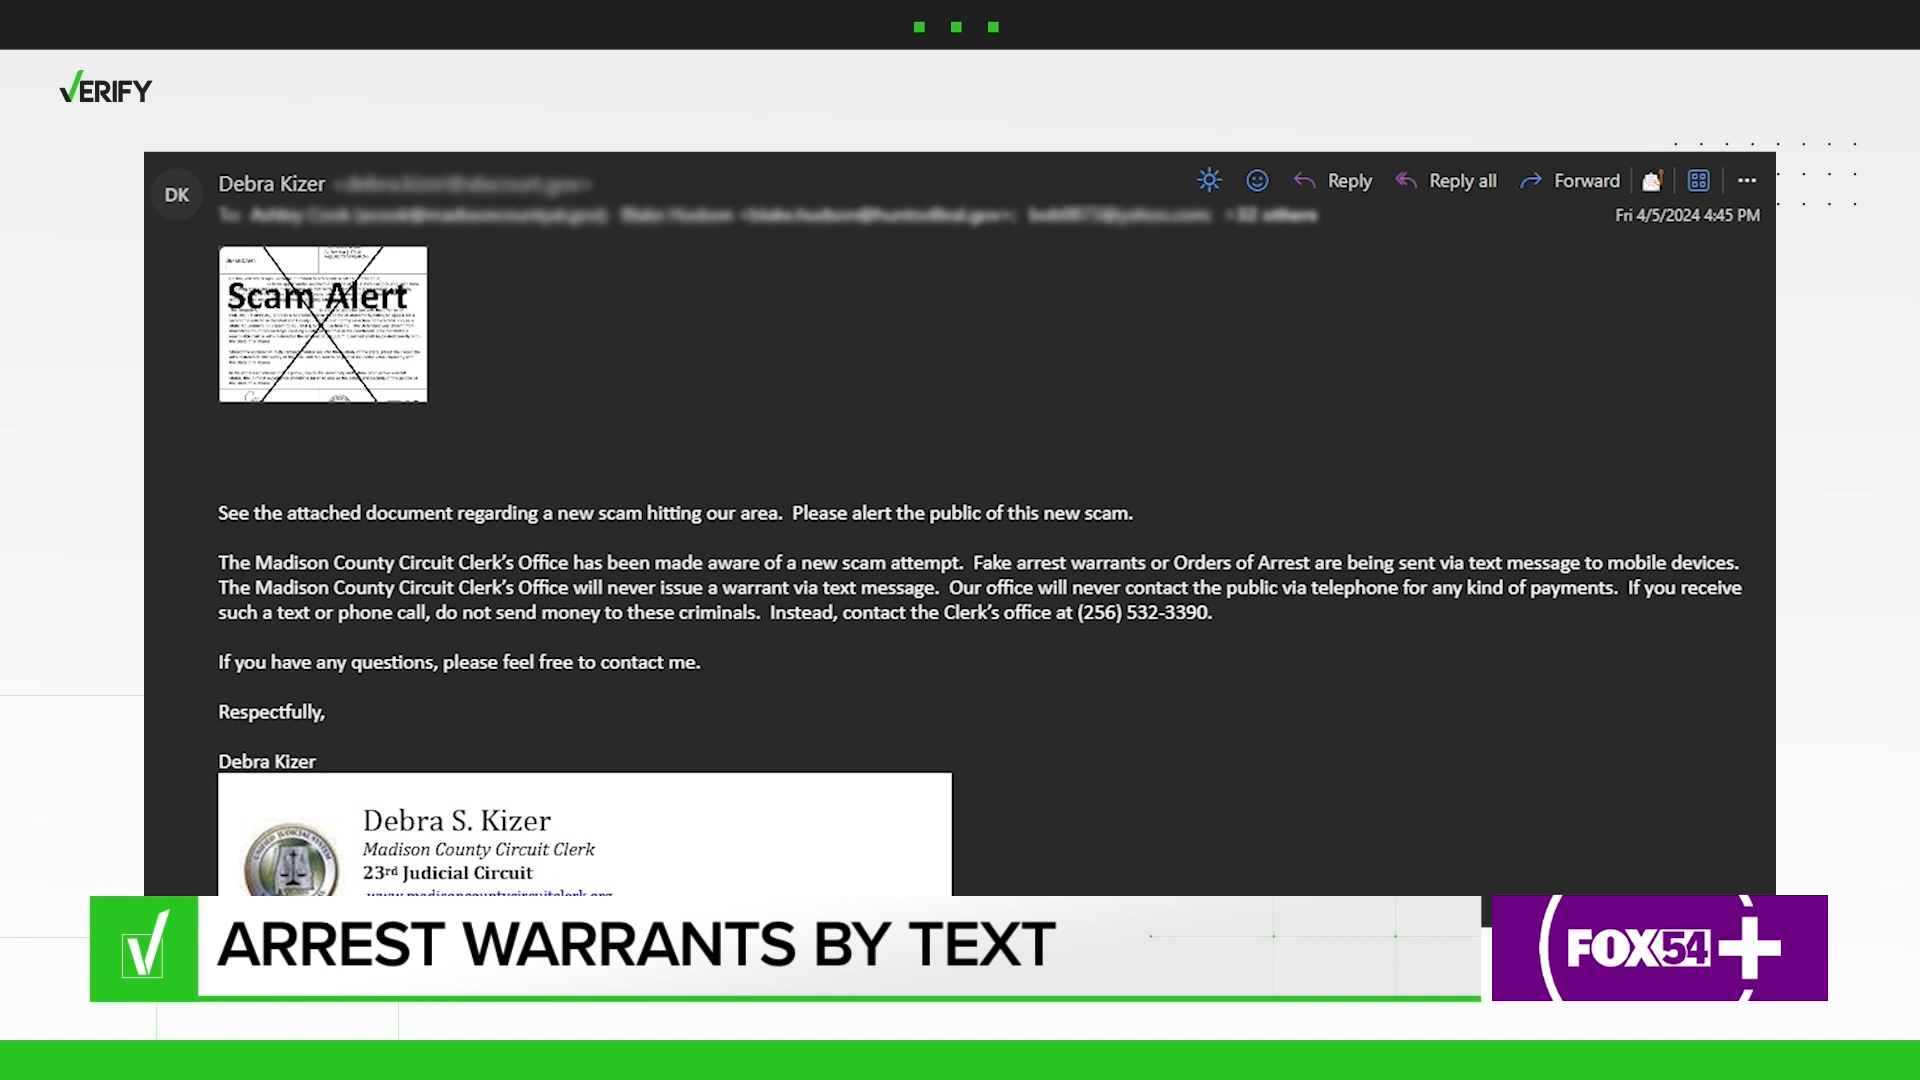 VERIFY
DK
Debra Kizer
Reply
Reply all
Forward
Fri 4/5/2024 4:45 PM
DEFENDANT:
Scam Alert
See the attached document regarding a new scam hitting our area.  Please alert the public of this new scam.
The Madison County Circuit Clerk's Office has been made aware of a new scam attempt.  Fake arrest warrants or Orders of Arrest are being sent via text message to mobile devices.
The Madison County Circuit Clerk's Office will never issue a warrant via text message.  Our office will never contact the public via telephone for any kind of payments.  If you receive
such a text or phone call, do not send money to these criminals.  Instead, contact the Clerk's office at (256) 532-3390.
If you have any questions, please feel free to contact me.
Respectfully,
Debra Kizer
Debra S. Kizer
Madison County Circuit Clerk
23rd Judicial Circuit
www.madisoncountycircuitclerk.org
UNIFIED JUDICIAL SYSTEM
ARREST WARRANTS BY TEXT
FOX54+